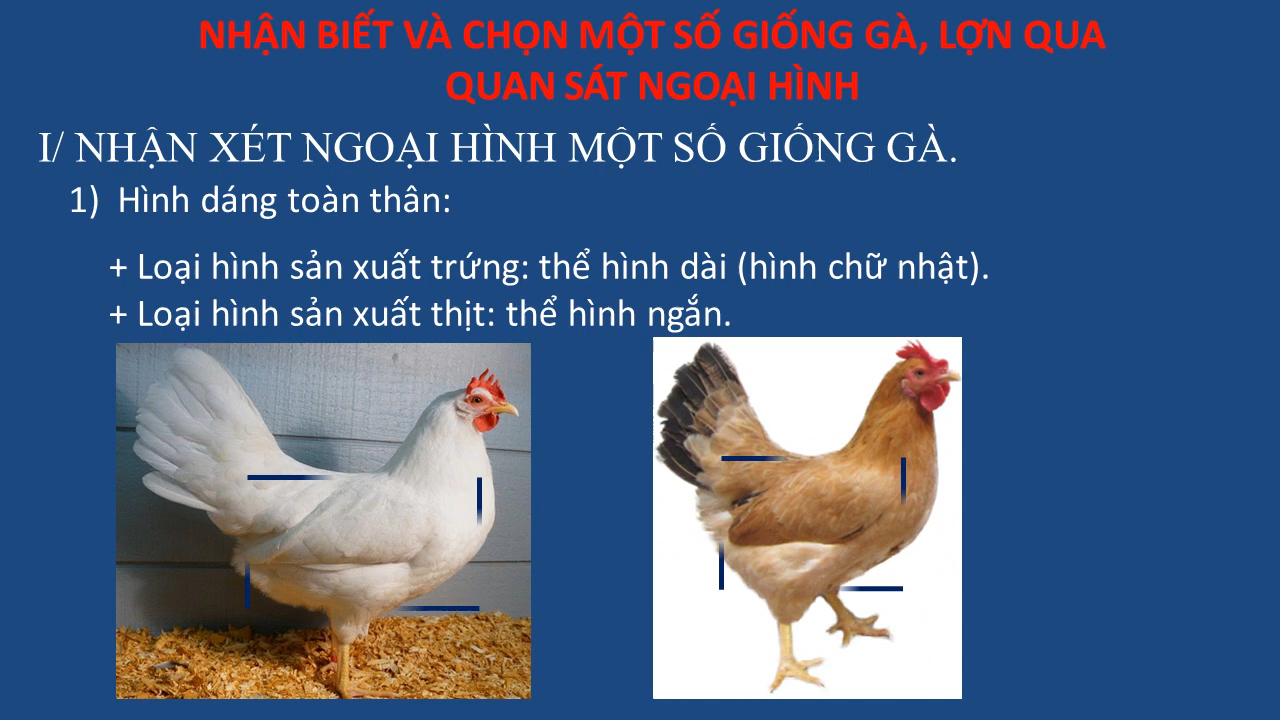 NHẬN BIẾT VÀ CHỌN MỘT SỐ GIỐNG GÀ, LỢN QUA
QUAN SÁT NGOẠI HÌNH
I/ NHẬN XÉT NGOẠI HÌNH MỘT SỐ GIỐNG GÀ.
1) Hình dáng toàn thân:
+ Loại hình sản xuất trứng: thể hình dài (hình chữ nhật).
+ Loại hình sản xuất thịt: thể hình ngắn.